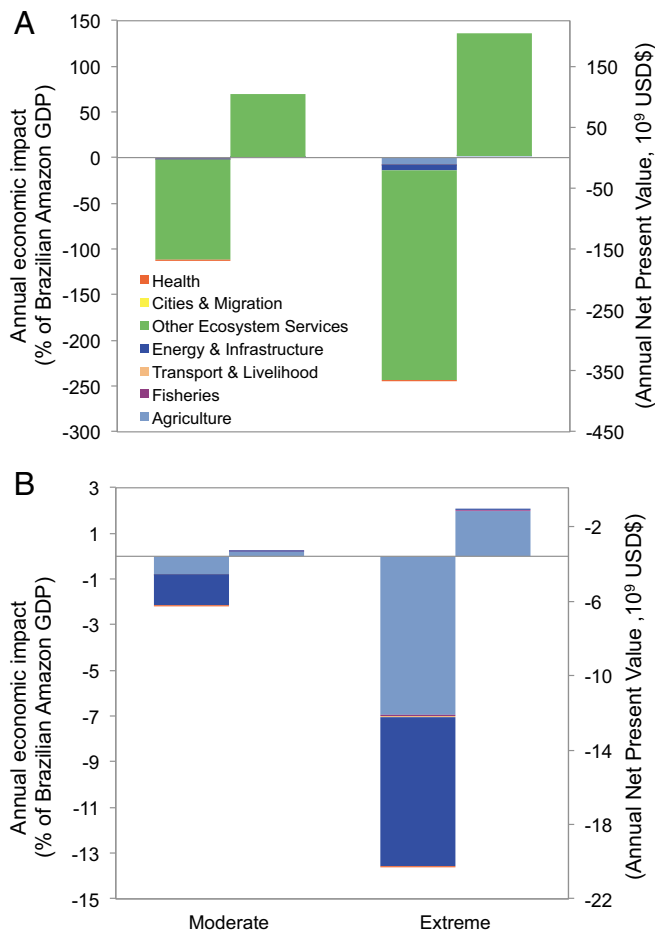 A
Annual economic impact
(% of Brazilian Amazon GDP)
150
100
50
0
-50
-100
-150
-200
-250
-300
150
50
-50
-150
-250
-350
-450
(Annual Net Present Value, 10⁹ USD$)
Health
Cities & Migration
Other Ecosystem Services
Energy & Infrastructure
Transport & Livelihood
Fisheries
Agriculture
B
Annual economic impact
(% of Brazilian Amazon GDP)
3
1
-1
-3
-5
-7
-9
-11
-13
-15
-2
-6
-10
-14
-18
-22
(Annual Net Present Value ,10⁹ USD$)
Moderate
Extreme